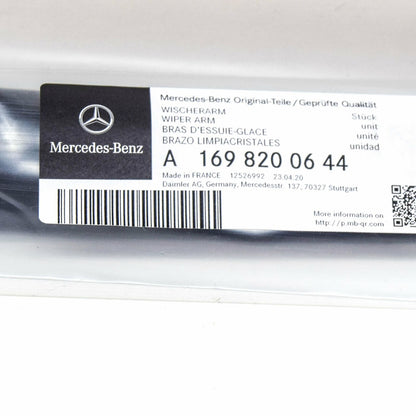 Mercedes-Benz
Mercedes-Benz Original-Teile/Geprüfte Qualität
WISCHERARM
WIPER ARM
BRAS D'ESSUIE-GLACE
BRAZO LIMPIACRISTALES
Stück
unit
unité
unidad
A 169 820 06 44
Made in FRANCE 12526992 23.04.20
Daimler AG, Germany, Mercedesstr. 137, 70327 Stuttgart
More information on
http://p.mb-qr.com